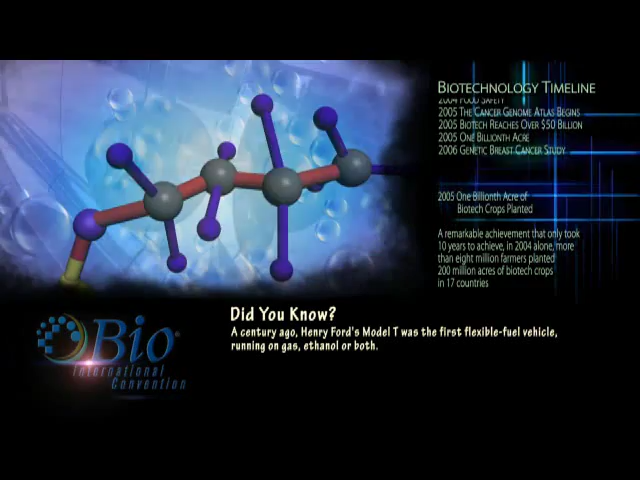 BIOTECHNOLOGY TIMELINE
2004 FOOD SAFETY
2005 THE CANCER GENOME ATLAS BEGINS
2005 BIOTECH REACHES OVER $50 BILLION
2005 ONE BILLIONTH ACRE
2006 GENETIC BREAST CANCER STUDY
2005 One Billionth Acre of
Biotech Crops Planted
A remarkable achievement that only took
10 years to achieve, in 2004 alone, more
than eight million farmers planted
200 million acres of biotech crops
in 17 countries
Did You Know?
A century ago, Henry Ford's Model T was the first flexible-fuel vehicle,
running on gas, ethanol or both.
Bio
International
Convention